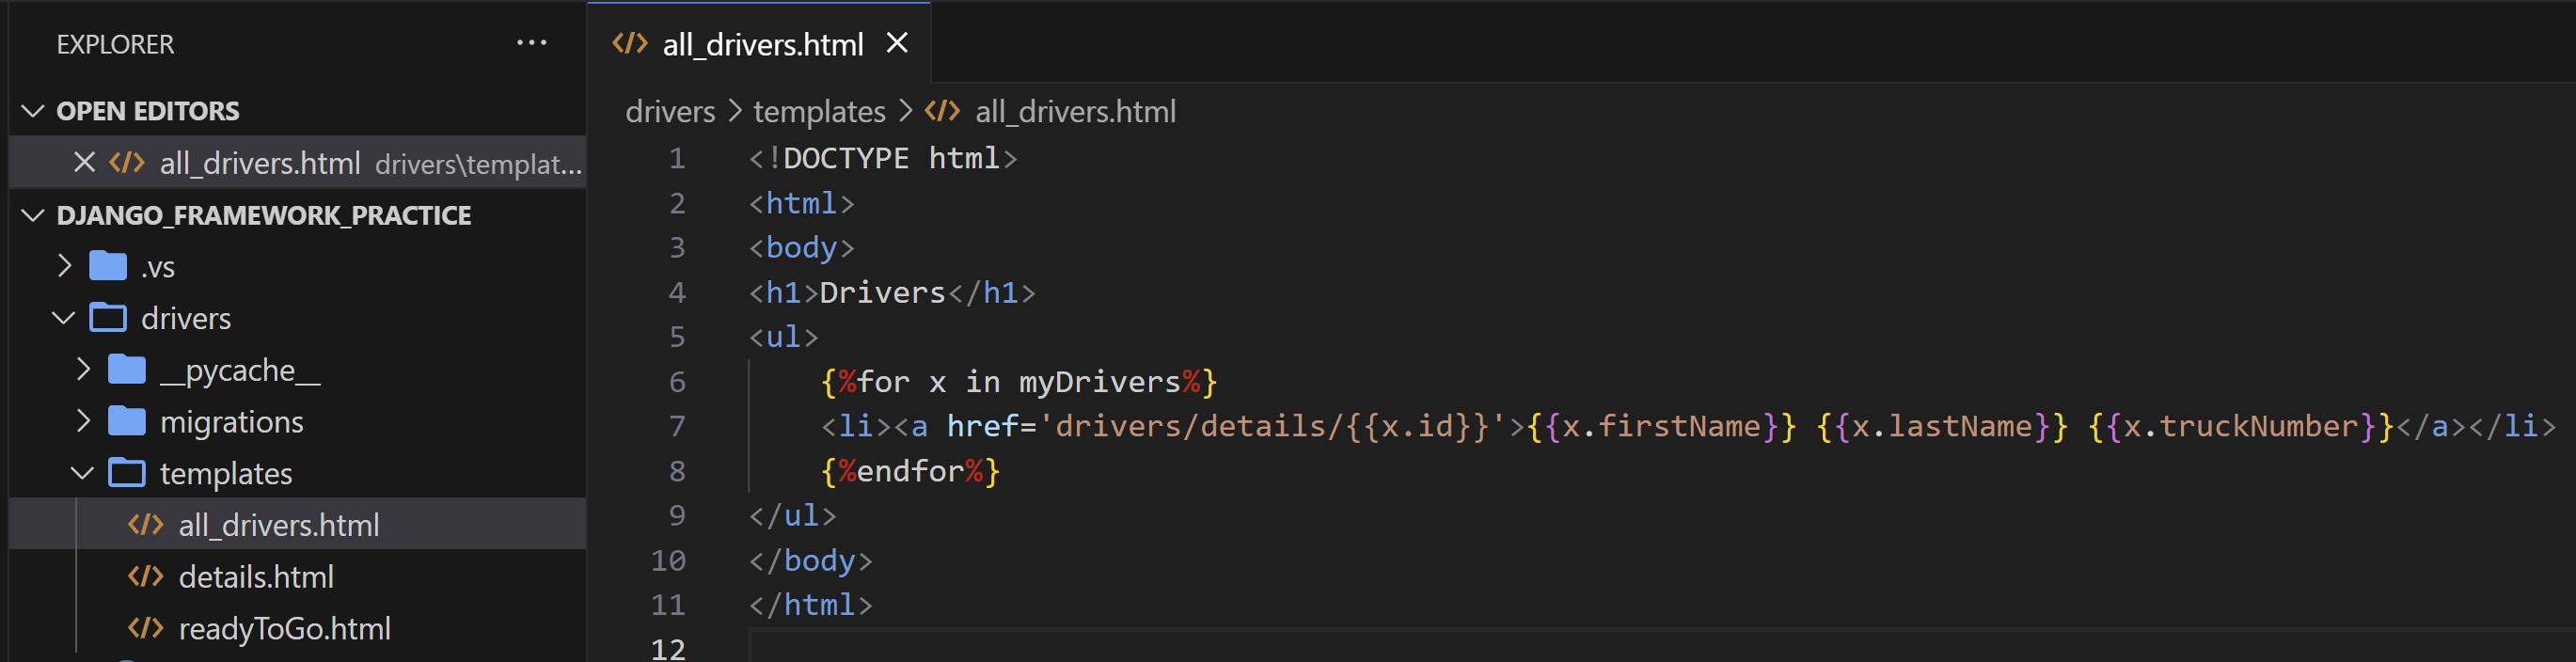 EXPLORER ...
OPEN EDITORS
all_drivers.html drivers\templat...
DJANGO_FRAMEWORK_PRACTICE
.vs
drivers
__pycache__
migrations
templates
all_drivers.html
details.html
readyToGo.html
all_drivers.html
drivers > templates > all_drivers.html
1 <!DOCTYPE html>
2 <html>
3 <body>
4 <h1>Drivers</h1>
5 <ul>
6 {%for x in myDrivers%}
7 <li><a href='drivers/details/{{x.id}}'>{{x.firstName}} {{x.lastName}} {{x.truckNumber}}</a></li>
8 {%endfor%}
9 </ul>
10 </body>
11 </html>
12